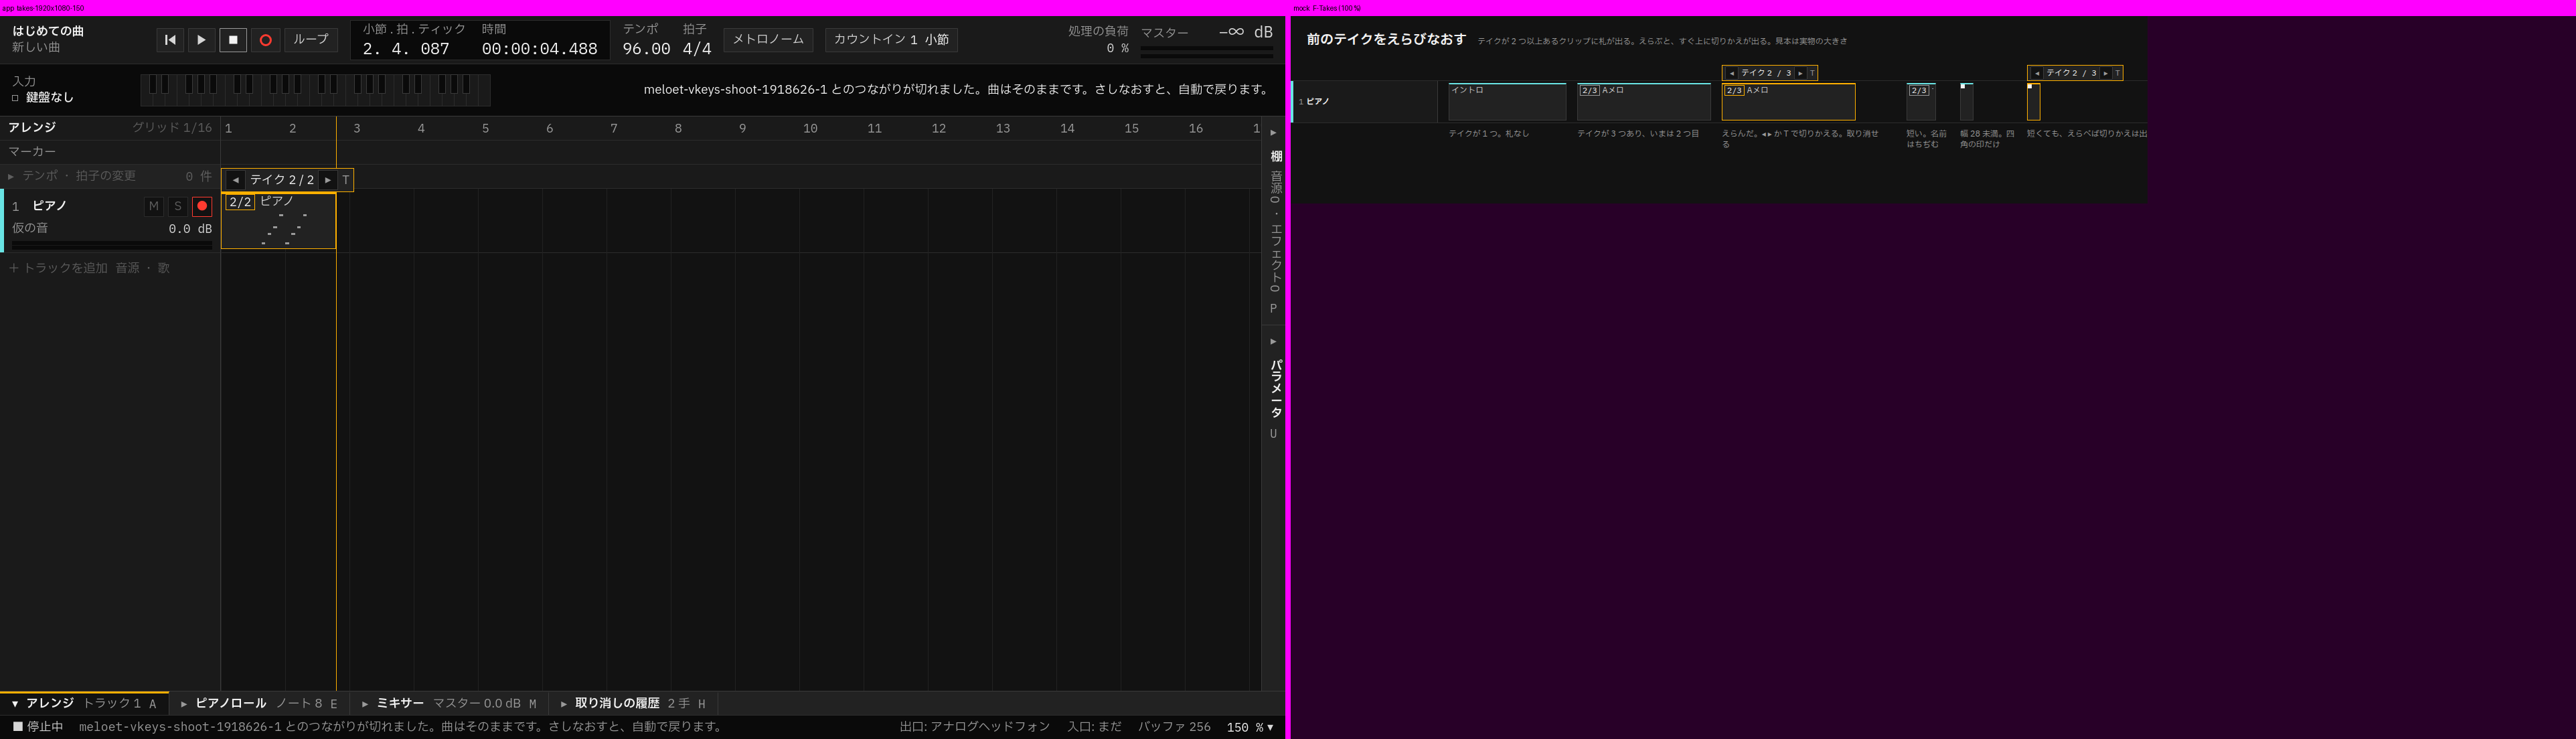 app takes-1920x1080-150
はじめての曲
新しい曲
ループ
小節 . 拍 . ティック 時間
2. 4. 087 00:00:04.488
テンポ 拍子
96.00 4/4
メトロノーム
カウントイン 1 小節
処理の負荷
0 %
マスター
−∞ dB
入力
鍵盤なし
meloet-vkeys-shoot-1918626-1 とのつながりが切れました。曲はそのままです。さしなおすと、自動で戻ります。
アレンジ グリッド 1/16
1 2 3 4 5 6 7 8 9 10 11 12 13 14 15 16 1
マーカー
▸ テンポ · 拍子の変更 0 件
◂ テイク 2 / 2 ▸ T
1 ピアノ M S
仮の音 0.0 dB
2/2 ピアノ
＋ トラックを追加 音源 · 歌
▸ 棚 音源0 · エフェクト0 P
▸ パラメータ U
▾ アレンジ トラック 1 A
▸ ピアノロール ノート 8 E
▸ ミキサー マスター 0.0 dB M
▸ 取り消しの履歴 2 手 H
停止中 meloet-vkeys-shoot-1918626-1 とのつながりが切れました。曲はそのままです。さしなおすと、自動で戻ります。
出口: アナログヘッドフォン 入口: まだ バッファ 256 150 % ▾
mock F-Takes (100%)
前のテイクをえらびなおす テイクが 2 つ以上あるクリップに札が出る。えらぶと、すぐ上に切りかえが出る。見本は実物の大きさ
◂ テイク 2 / 3 ▸ T
◂ テイク 2 / 3 ▸ T
1 ピアノ
イントロ
2/3 Aメロ
2/3 Aメロ
2/3
テイクが 1 つ。札なし
テイクが 3 つあり、いまは 2 つ目
えらんだ。◂ ▸ か T で切りかえる。取り消せ
る
短い。名前
はちぢむ
幅 28 未満。四
角の印だけ
短くても、えらべば切りかえは出